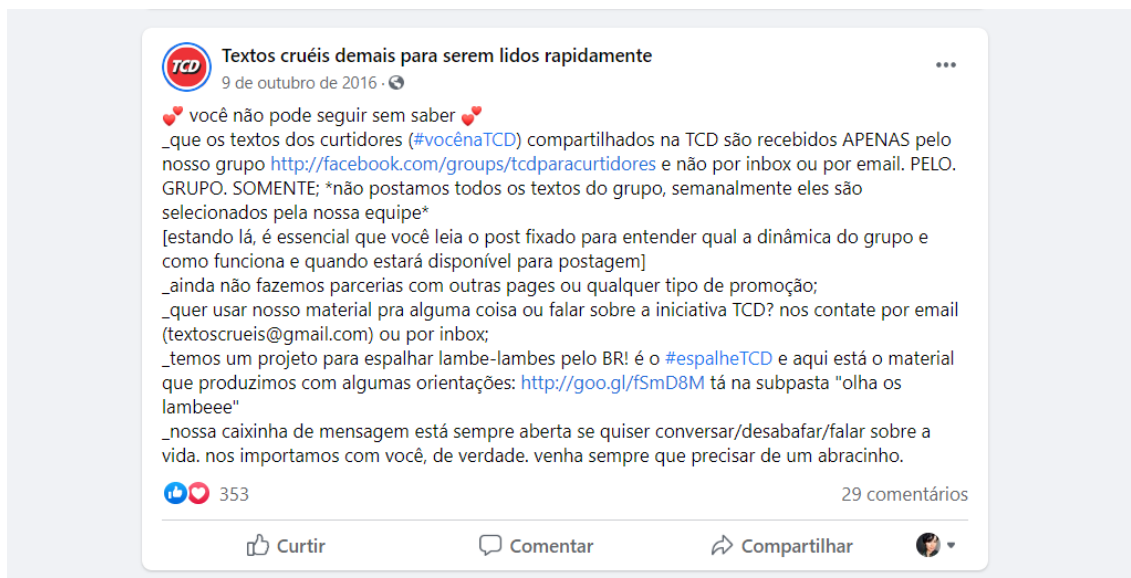 TCD
Textos cruéis demais para serem lidos rapidamente
9 de outubro de 2016 ·
💕 você não pode seguir sem saber 💕
_que os textos dos curtidores (#vocênaTCD) compartilhados na TCD são recebidos APENAS pelo
nosso grupo http://facebook.com/groups/tcdparacurtidores e não por inbox ou por email. PELO.
GRUPO. SOMENTE; *não postamos todos os textos do grupo, semanalmente eles são
selecionados pela nossa equipe*
[estando lá, é essencial que você leia o post fixado para entender qual a dinâmica do grupo e
como funciona e quando estará disponível para postagem]
_ainda não fazemos parcerias com outras pages ou qualquer tipo de promoção;
_quer usar nosso material pra alguma coisa ou falar sobre a iniciativa TCD? nos contate por email
(textoscrueis@gmail.com) ou por inbox;
_temos um projeto para espalhar lambe-lambes pelo BR! é o #espalheTCD e aqui está o material
que produzimos com algumas orientações: http://goo.gl/fSmD8M tá na subpasta "olha os
lambeee"
_nossa caixinha de mensagem está sempre aberta se quiser conversar/desabafar/falar sobre a
vida. nos importamos com você, de verdade. venha sempre que precisar de um abracinho.
353 29 comentários
Curtir Comentar Compartilhar